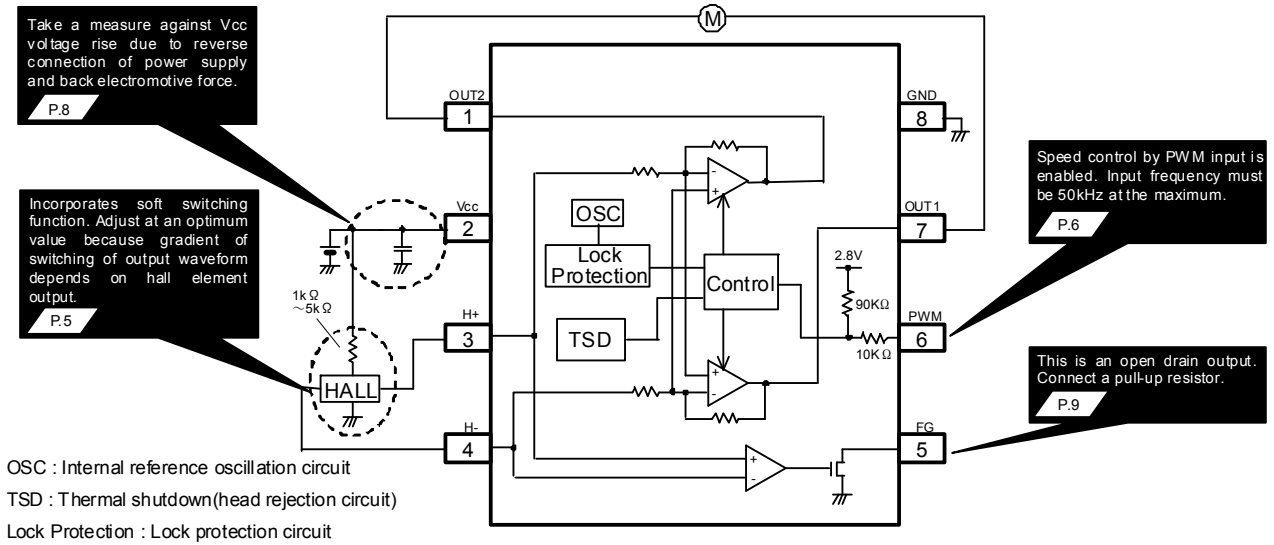 Take a measure against Vcc
voltage rise due to reverse
connection of power supply
and back electromotive force.
P.8
Incorporates soft switching
function. Adjust at an optimum
value because gradient of
switching of output waveform
depends on hall element
output.
P.5
M
OUT2
1
Vcc
2
1kΩ
~5kΩ
H+
3
HALL
H-
4
-
+
OSC
Lock
Protection
Control
TSD
+
-
+
-
2.8V
90KΩ
10KΩ
GND
8
OUT1
7
PWM
6
FG
5
Speed control by PWM input is
enabled. Input frequency must
be 50kHz at the maximum.
P.6
This is an open drain output.
Connect a pull-up resistor.
P.9
OSC : Internal reference oscillation circuit
TSD : Thermal shutdown(head rejection circuit)
Lock Protection : Lock protection circuit